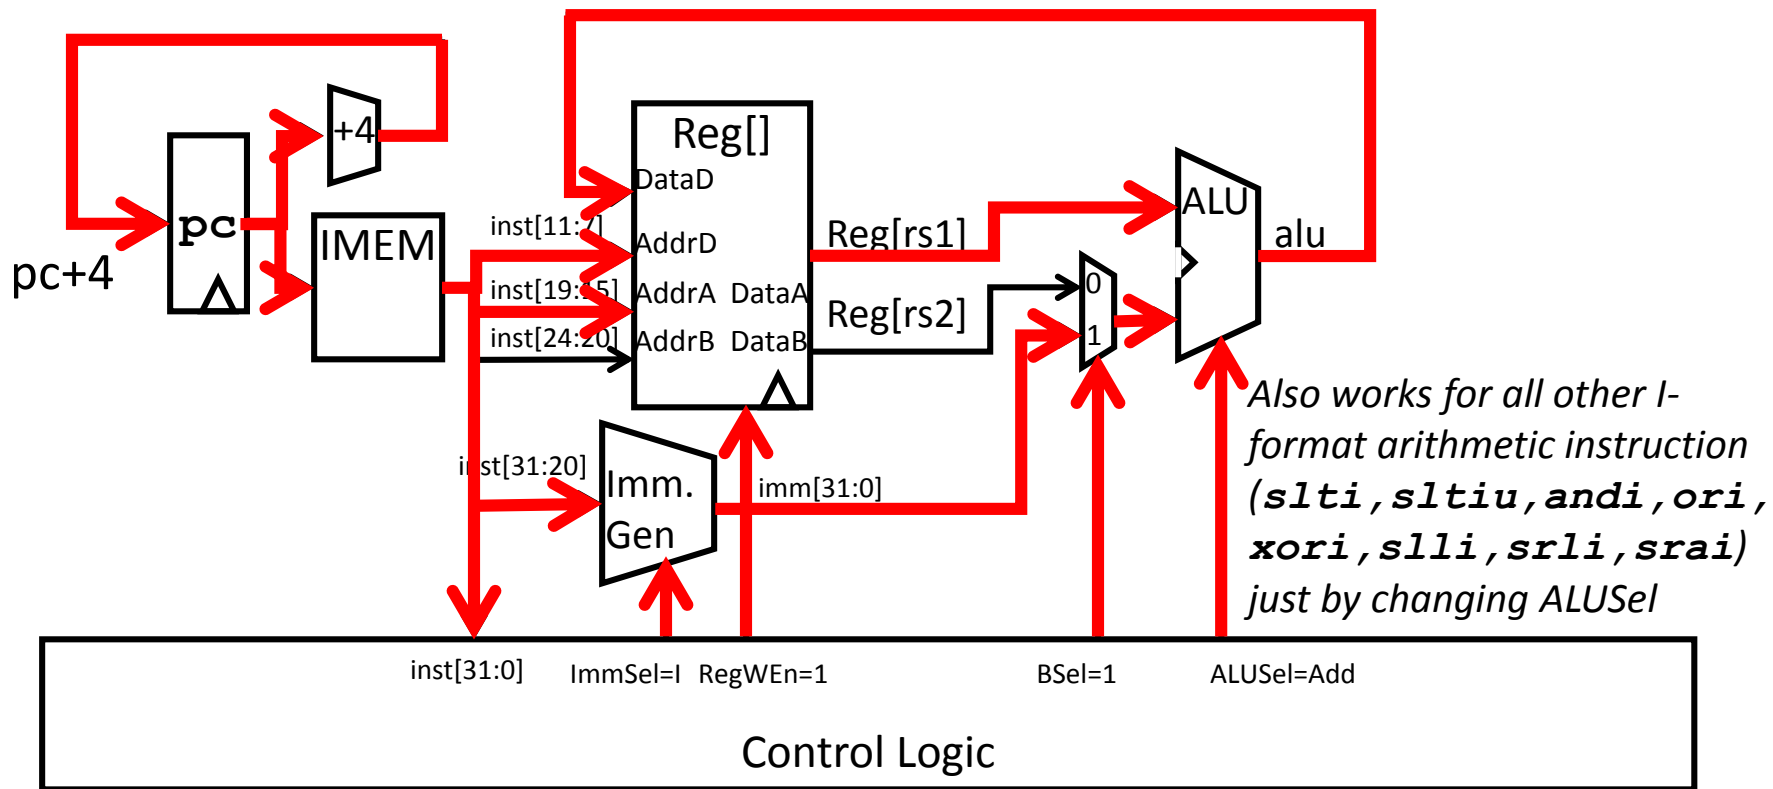 +4
Reg[]
DataD
pc
IMEM
inst[11:7]
AddrD
Reg[rs1]
ALU
alu
pc+4
inst[19:15]
AddrA DataA
0
Reg[rs2]
inst[24:20]
AddrB DataB
1
Also works for all other I-
format arithmetic instruction
(slti,sltiu,andi,ori,
xori,slli,srli,srai)
just by changing ALUSel
inst[31:20]
Imm.
Gen
imm[31:0]
inst[31:0]
ImmSel=I
RegWEn=1
BSel=1
ALUSel=Add
Control Logic